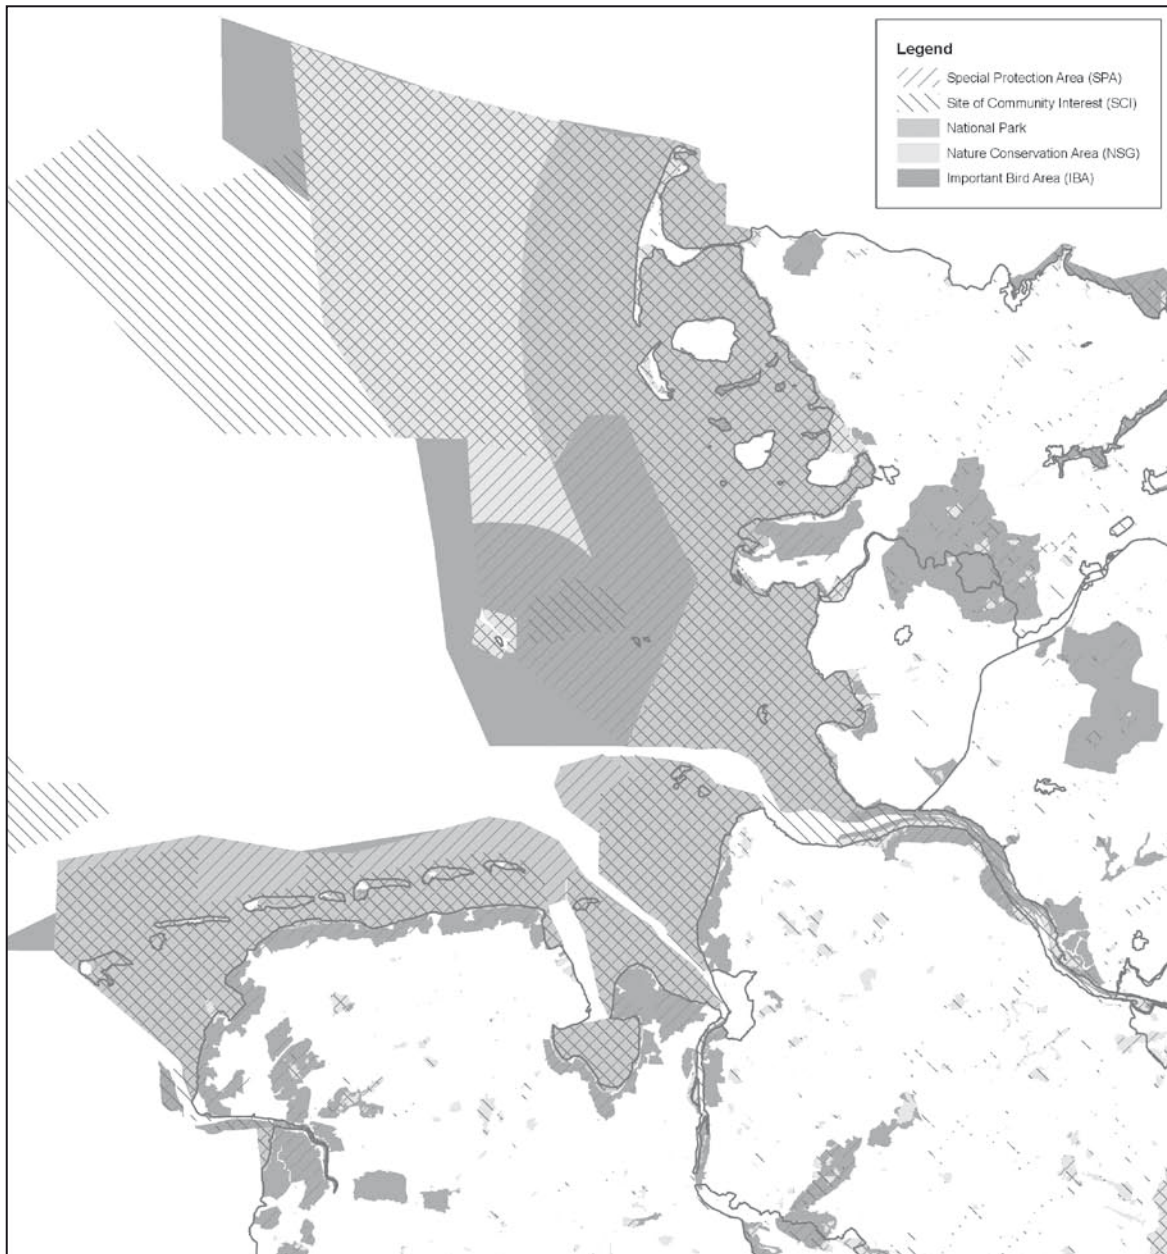 Legend
Special Protection Area (SPA)
Site of Community Interest (SCI)
National Park
Nature Conservation Area (NSG)
Important Bird Area (IBA)